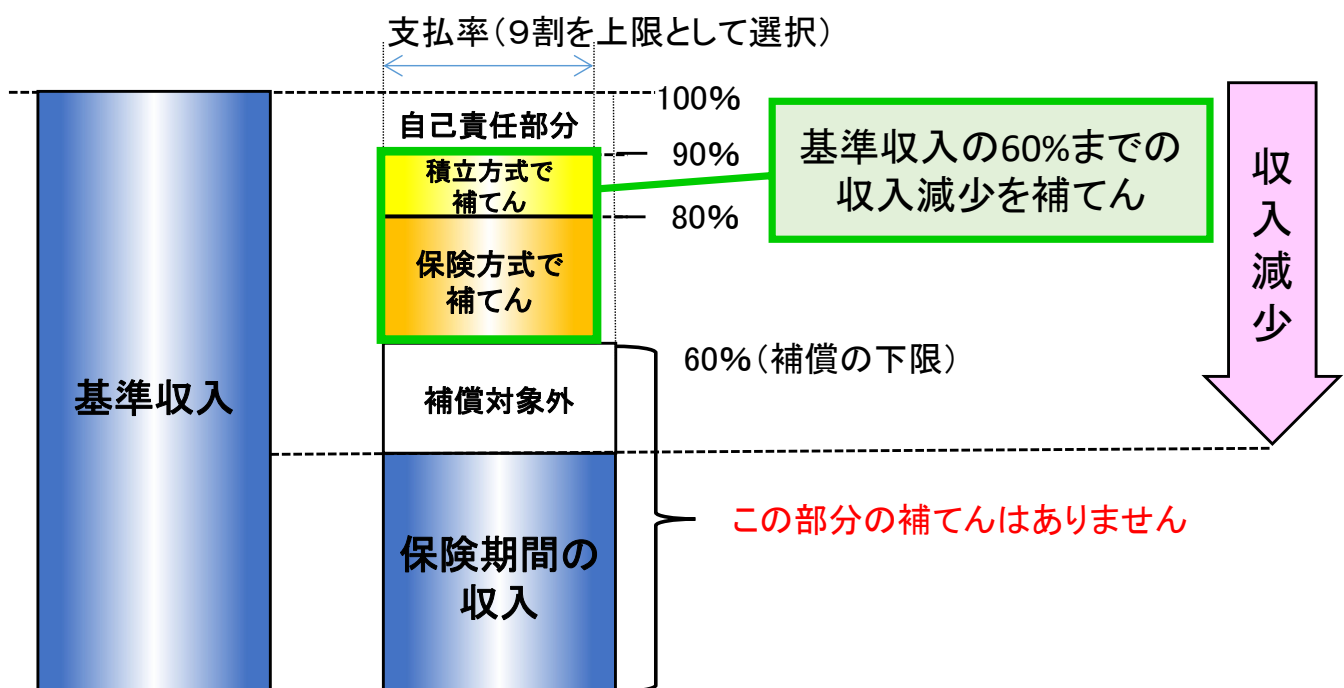 支払率（９割を上限として選択）
100%
自己責任部分
90%
積立方式で
補てん
80%
保険方式で
補てん
基準収入の60%までの
収入減少を補てん
収入減少
60%（補償の下限）
補償対象外
基準収入
この部分の補てんはありません
保険期間の
収入